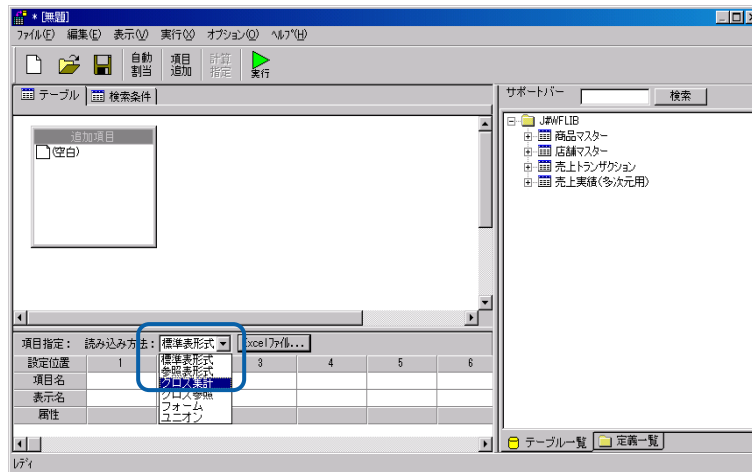 * [無題]
ファイル(F) 編集(E) 表示(V) 実行(X) オプション(O) ヘルプ(H)
自動割当 項目追加 計算指定 実行
テーブル 検索条件
追加項目
(空白)
項目指定: 読み込み方法: 標準表形式 Excelファイル...
標準表形式
参照表形式
クロス集計
クロス参照
フォーム
ユニオン
設定位置 1 3 4 5 6
項目名
表示名
属性
サポートバー 検索
J#WFLIB
商品マスター
店舗マスター
売上トランザクション
売上実績(多次元用)
テーブル一覧 定義一覧
レディ